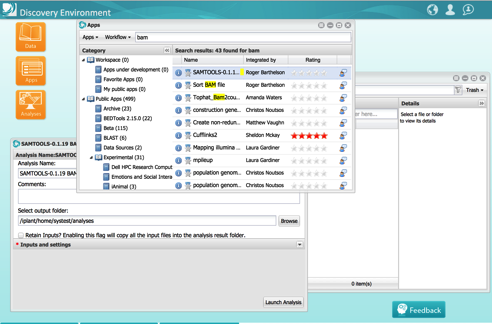 Discovery Environment
Data
Apps
Analysis
Apps
Apps
Workflow
bam
Category
Search results: 43 found for bam
Name
Integrated by
Rating
Workspace (0)
Apps under development (0)
Favorite Apps (0)
My public apps (0)
Public Apps (499)
Archive (23)
BEDTools 2.15.0 (22)
Beta (115)
BLAST (6)
Data Sources (2)
Experimental (31)
Dell HPC Research Comput
Emotions and Social Intera
iAnimal (3)
SAMTOOLS-0.1.1... Roger Barthelson
Sort BAM file Roger Barthelson
Tophat_Bam2cou... Amanda Waters
construction gene... Christos Noutsos
Create non-redun... Matthew Vaughn
Cufflinks2 Sheldon Mckay
Mapping illumina ... Laura Gardiner
mpileup Laura Gardiner
population genom... Christos Noutsos
population genom... Christos Noutsos
Trash
Details
here...
Select a file or folder
to view its details
0 item(s)
SAMTOOLS-0.1.19 BAM
Analysis Name:SAMTOO
Analysis Name:
SAMTOOLS-0.1.19 BA
Comments:
Select output folder:
/iplant/home/systest/analyses
Browse
Retain Inputs? Enabling this flag will copy all the input files into the analysis result folder.
* Inputs and settings
Launch Analysis
Feedback